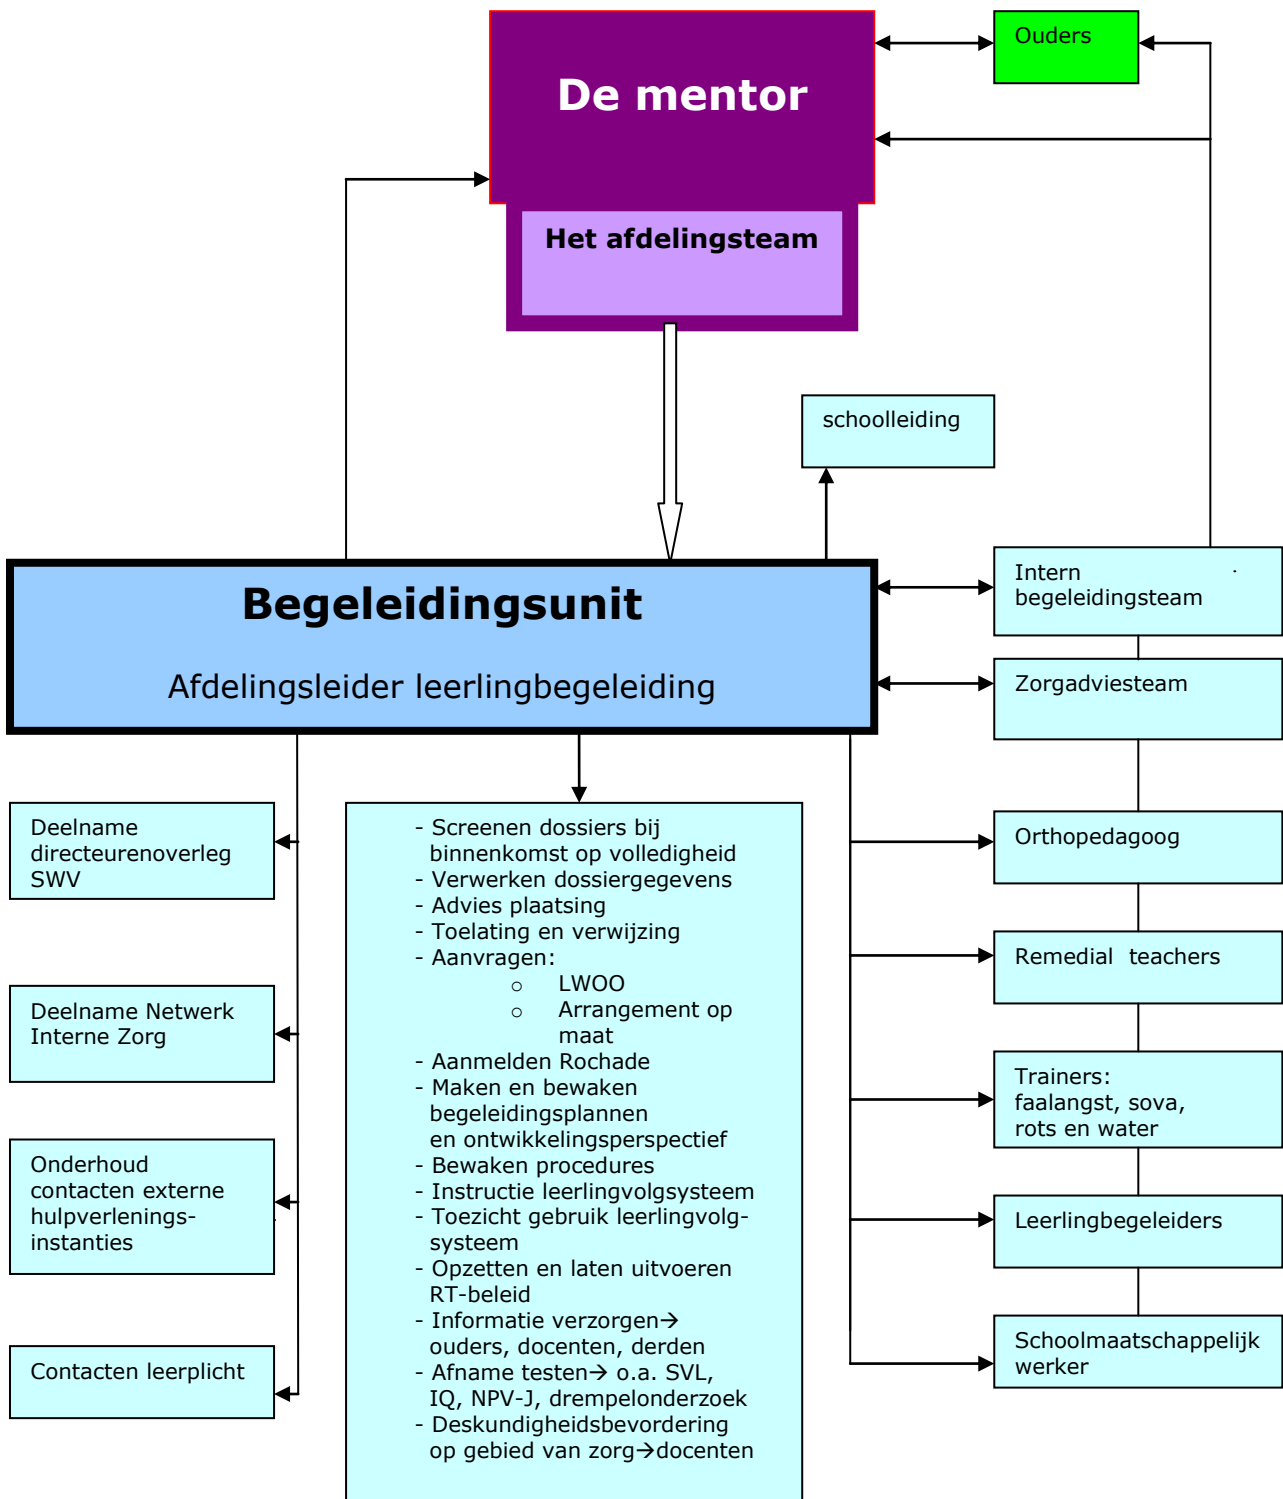 De mentor
Ouders
Het afdelingsteam
schoolleiding
Begeleidingsunit
Afdelingsleider leerlingbegeleiding
Intern
begeleidingsteam
Zorgadviesteam
Deelname
directeurenoverleg
SWV
Deelname Netwerk
Interne Zorg
Onderhoud
contacten externe
hulpverlenings-
instanties
Contacten leerplicht
- Screenen dossiers bij
binnenkomst op volledigheid
- Verwerken dossiergegevens
- Advies plaatsing
- Toelating en verwijzing
- Aanvragen:
o LWOO
o Arrangement op
maat
- Aanmelden Rochade
- Maken en bewaken
begeleidingsplannen
en ontwikkelingsperspectief
- Bewaken procedures
- Instructie leerlingvolgsysteem
- Toezicht gebruik leerlingvolg-
systeem
- Opzetten en laten uitvoeren
RT-beleid
- Informatie verzorgen→
ouders, docenten, derden
- Afname testen→ o.a. SVL,
IQ, NPV-J, drempelonderzoek
- Deskundigheidsbevordering
op gebied van zorg→docenten
Orthopedagoog
Remedial teachers
Trainers:
faalangst, sova,
rots en water
Leerlingbegeleiders
Schoolmaatschappelijk
werker